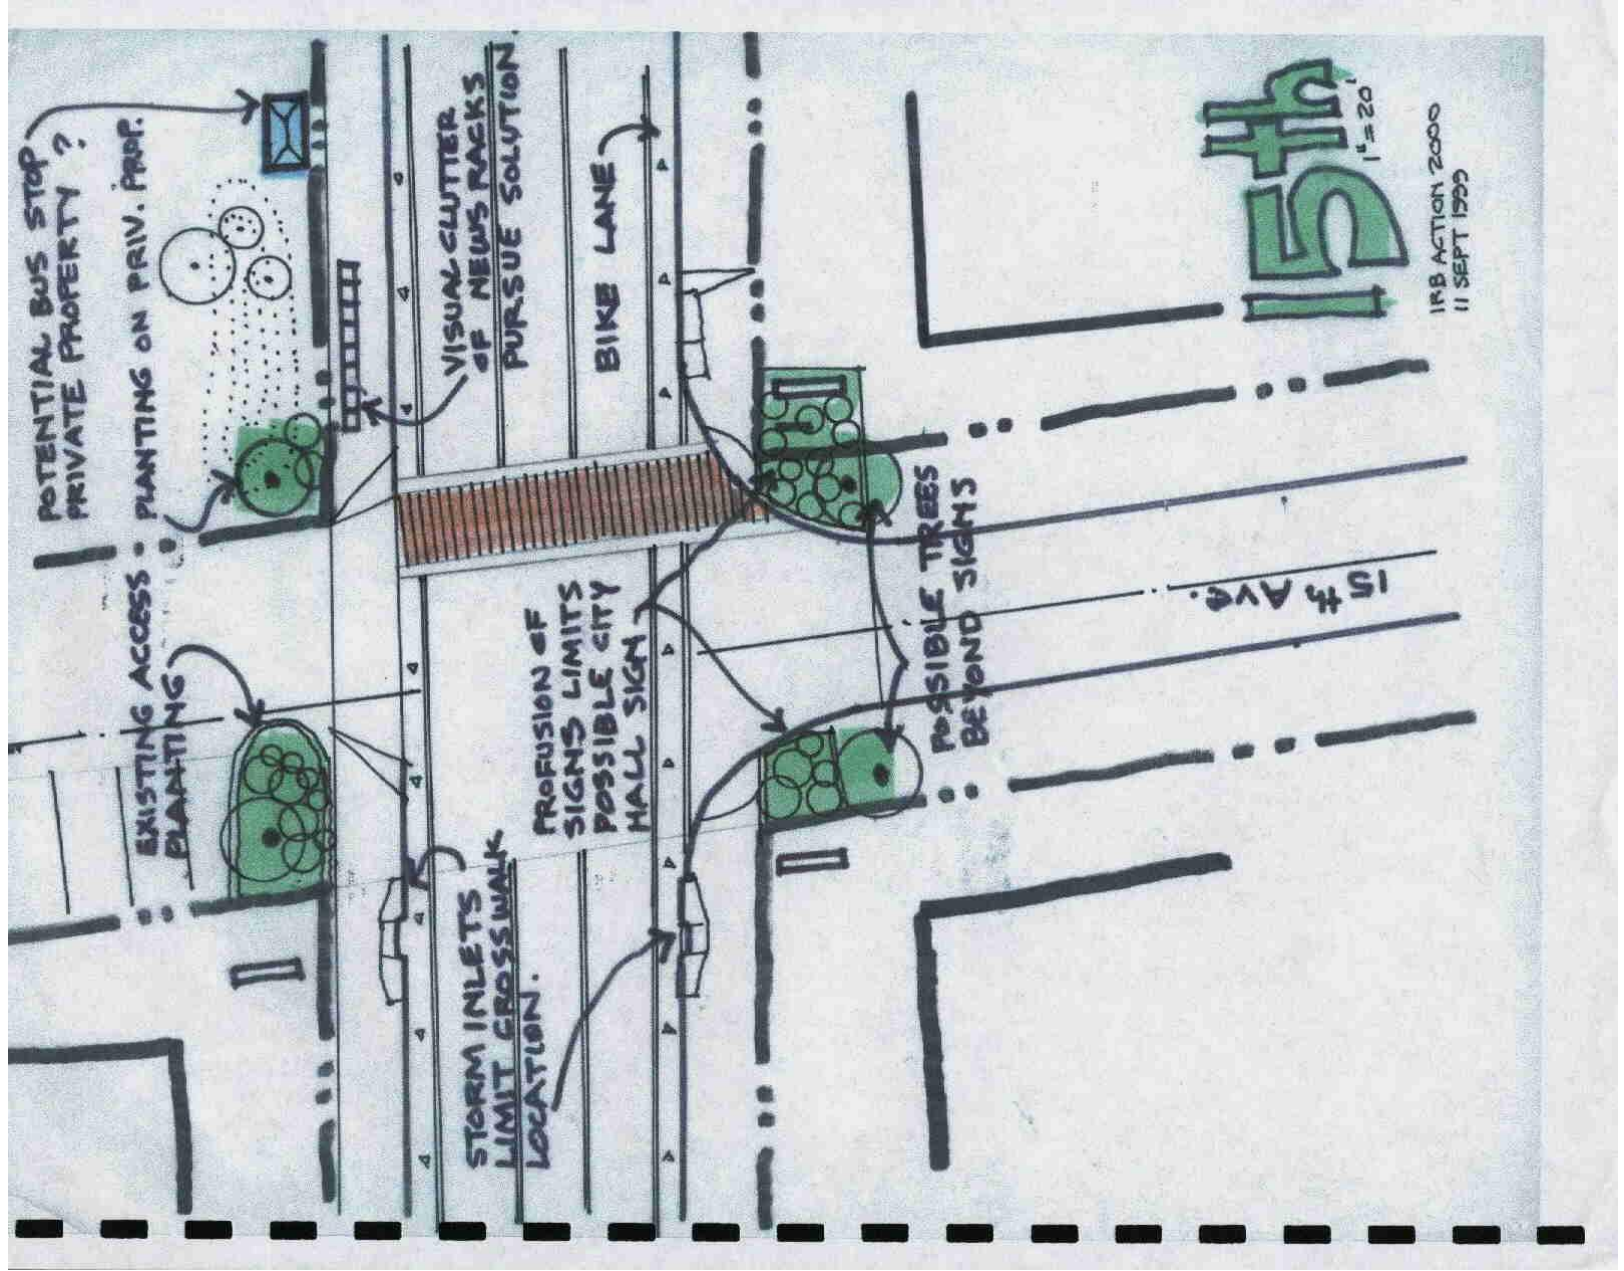 POTENTIAL BUS STOP
PRIVATE PROPERTY ?
EXISTING ACCESS PLANTING ON PRIV. PROP.
PLANTING
VISUAL CLUTTER
OF NEWS RACKS
PURSUE SOLUTION.
BIKE LANE
PROFUSION OF
SIGNS LIMITS
POSSIBLE CITY
HALL SIGN
STORM INLETS
LIMIT CROSSWALK
LOCATION.
POSSIBLE TREES
BEYOND SIGNS
15th AVE.
15th
1"=20'
IRB ACTION 2000
11 SEPT 1999